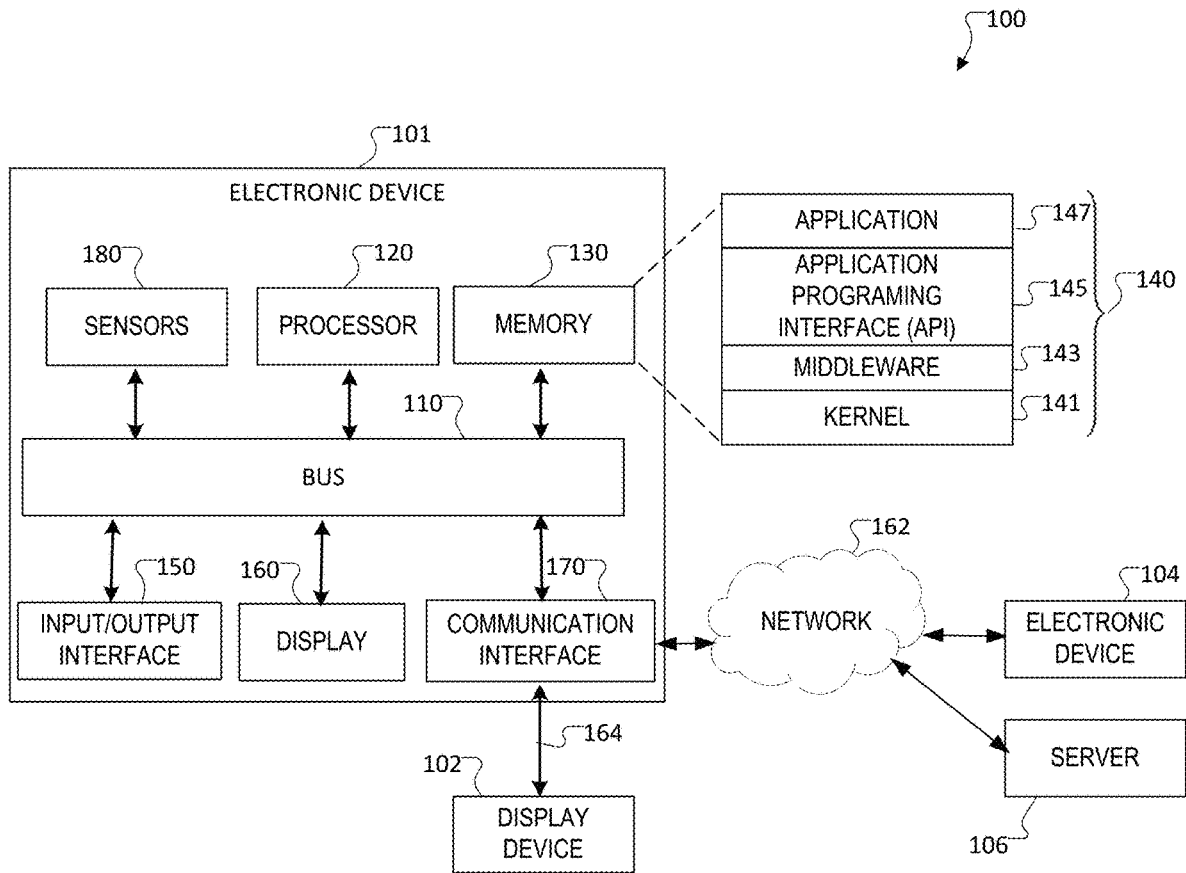 100
101
ELECTRONIC DEVICE
180
120
130
SENSORS
PROCESSOR
MEMORY
APPLICATION
147
APPLICATION
PROGRAMING
INTERFACE (API)
145
140
MIDDLEWARE
143
KERNEL
141
110
BUS
150
160
170
INPUT/OUTPUT
INTERFACE
DISPLAY
COMMUNICATION
INTERFACE
162
NETWORK
104
ELECTRONIC
DEVICE
164
102
DISPLAY
DEVICE
SERVER
106